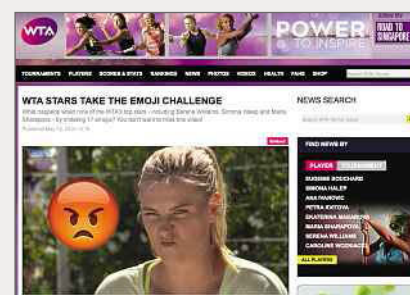 WTA
POWER
TO INSPIRE
ROAD TO
SINGAPORE
TOURNAMENTS PLAYERS SCORES & STATS RANKINGS NEWS PHOTOS VIDEOS HEALTH FANS SHOP
WTA STARS TAKE THE EMOJI CHALLENGE
NEWS SEARCH
FIND NEWS BY
PLAYER TOURNAMENT
EUGENIE BOUCHARD
SIMONA HALEP
ANA IVANOVIC
PETRA KVITOVA
EKATERINA MAKAROVA
MARIA SHARAPOVA
SERENA WILLIAMS
CAROLINE WOZNIACKI
ALL PLAYERS